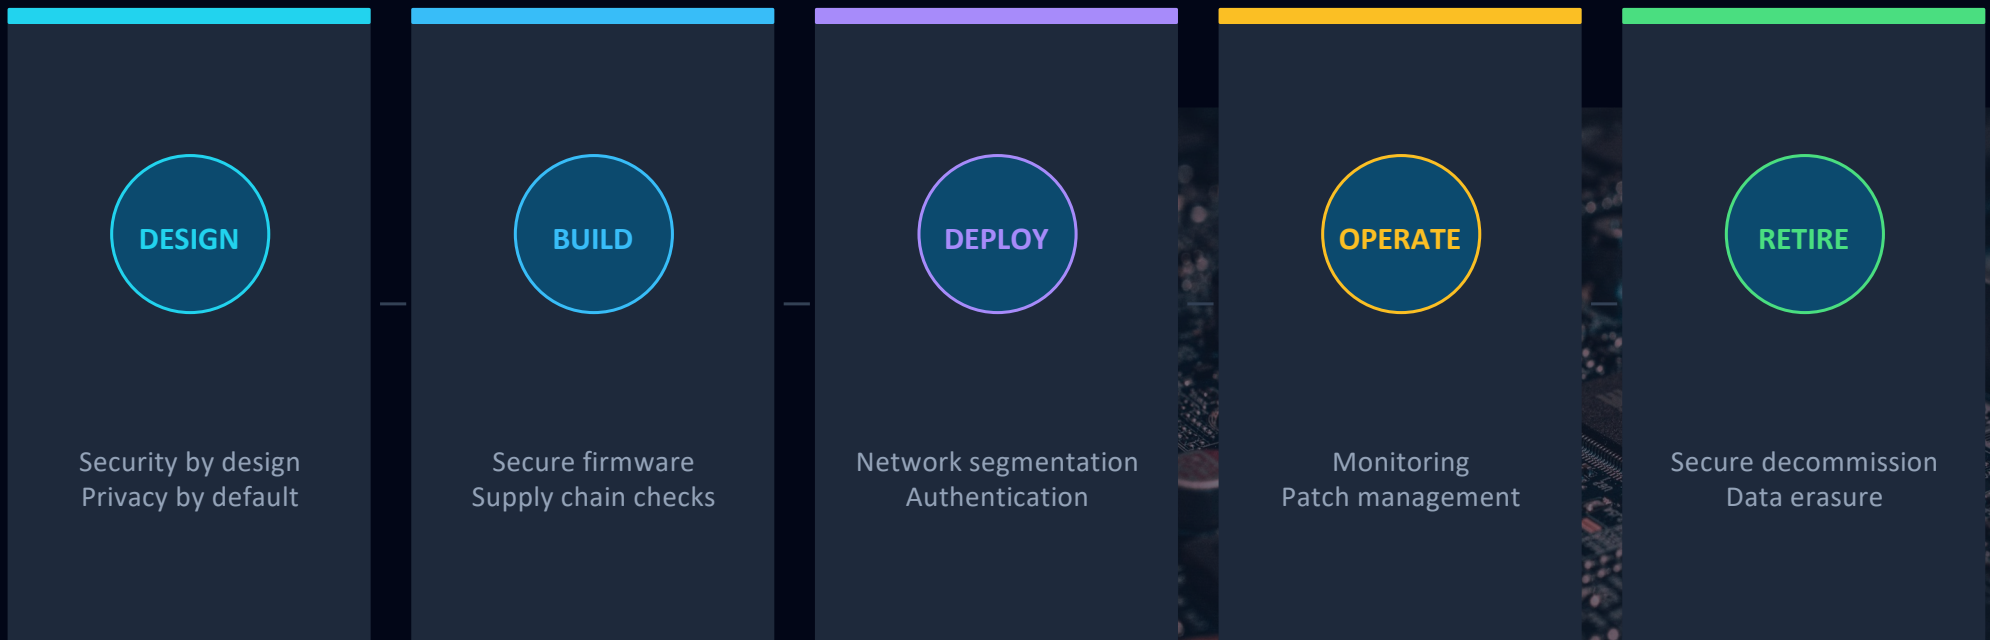 DESIGN
Security by design
Privacy by default
BUILD
Secure firmware
Supply chain checks
DEPLOY
Network segmentation
Authentication
OPERATE
Monitoring
Patch management
RETIRE
Secure decommission
Data erasure